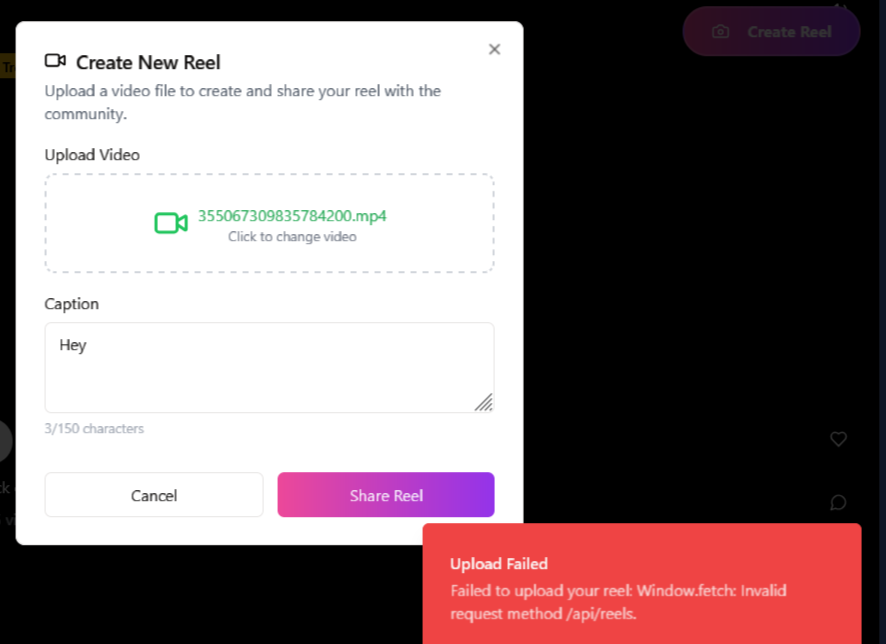 Create Reel
Tr
Create New Reel
Upload a video file to create and share your reel with the
community.
Upload Video
355067309835784200.mp4
Click to change video
Caption
Hey
3/150 characters
Cancel
Share Reel
Upload Failed
Failed to upload your reel: Window.fetch: Invalid
request method /api/reels.